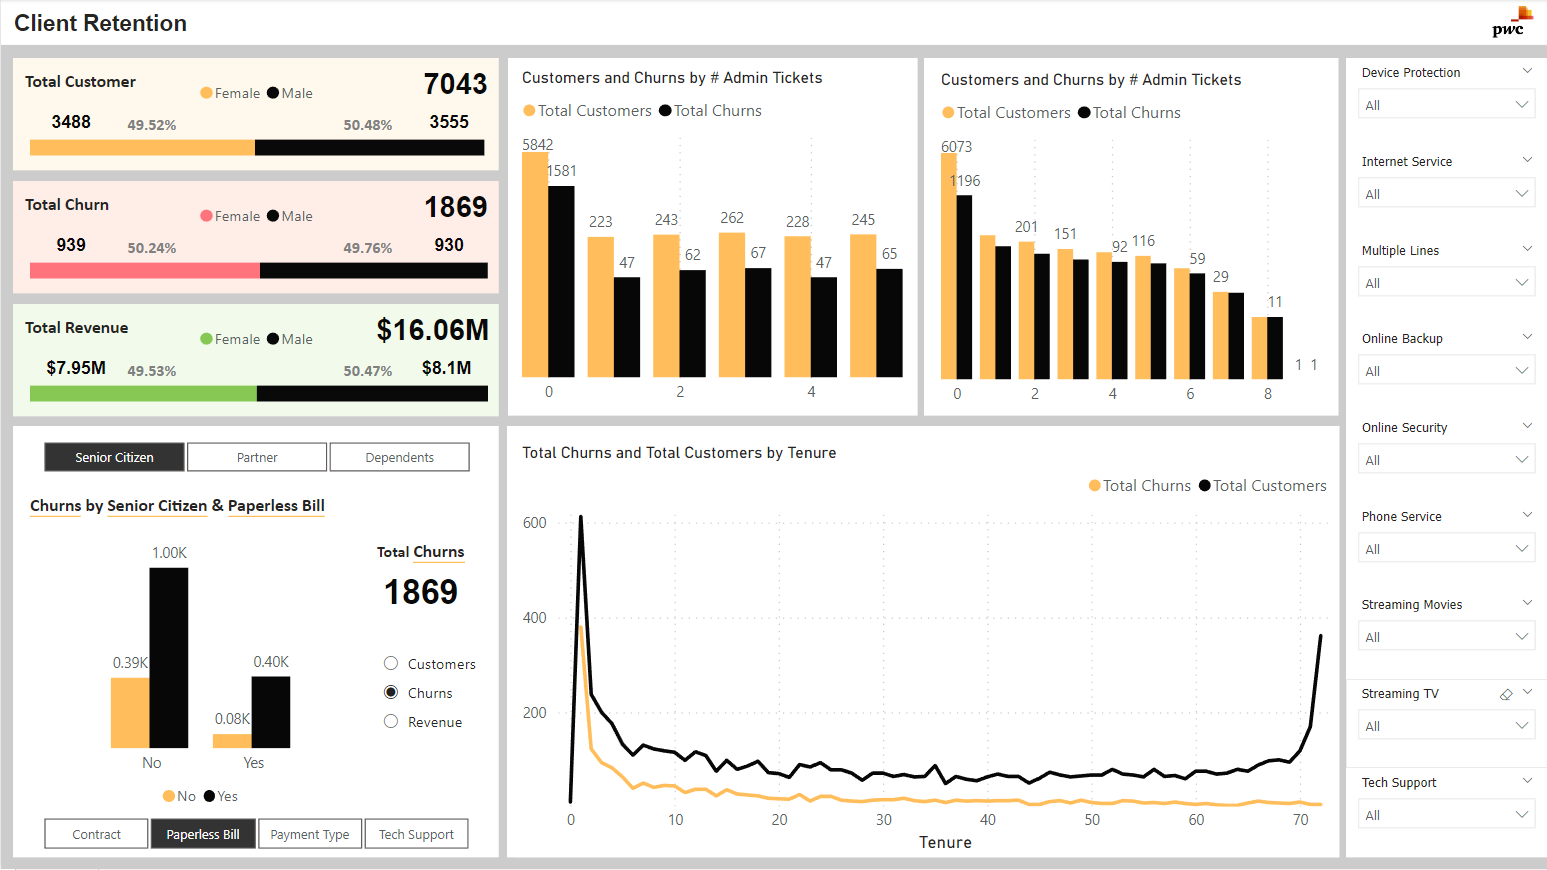 Client Retention
pwc
Total Customer
Female Male
7043
3488 49.52% 50.48% 3555
Total Churn
Female Male
1869
939 50.24% 49.76% 930
Total Revenue
Female Male
$16.06M
$7.95M 49.53% 50.47% $8.1M
Customers and Churns by # Admin Tickets
Total Customers Total Churns
5842
1581
223 243 262 228 245
47 62 67 47 65
0 2 4
Customers and Churns by # Admin Tickets
Total Customers Total Churns
6073
1196
201 151 92 116 59 29 11 1 1
0 2 4 6 8
Senior Citizen Partner Dependents
Churns by Senior Citizen & Paperless Bill
1.00K
0.39K
0.40K
0.08K
No Yes
No Yes
Total Churns
1869
Customers
Churns
Revenue
Contract Paperless Bill Payment Type Tech Support
Total Churns and Total Customers by Tenure
Total Churns Total Customers
600
400
200
0 10 20 30 40 50 60 70
Tenure
Device Protection
All
Internet Service
All
Multiple Lines
All
Online Backup
All
Online Security
All
Phone Service
All
Streaming Movies
All
Streaming TV
All
Tech Support
All